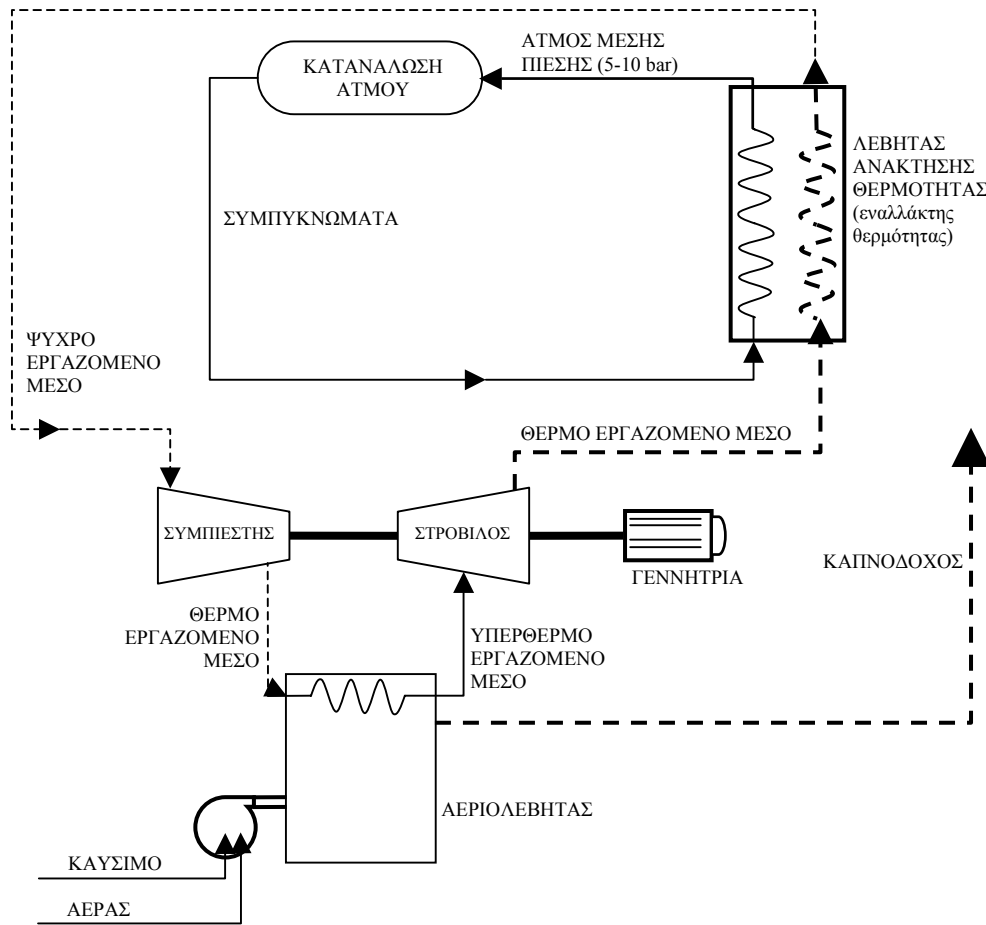 ΑΤΜΟΣ ΜΕΣΗΣ
ΠΙΕΣΗΣ (5-10 bar)
ΚΑΤΑΝΑΛΩΣΗ
ΑΤΜΟΥ
ΛΕΒΗΤΑΣ
ΑΝΑΚΤΗΣΗΣ
ΘΕΡΜΟΤΗΤΑΣ
(εναλλάκτης
θερμότητας)
ΣΥΜΠΥΚΝΩΜΑΤΑ
ΨΥΧΡΟ
ΕΡΓΑΖΟΜΕΝΟ
ΜΕΣΟ
ΘΕΡΜΟ ΕΡΓΑΖΟΜΕΝΟ ΜΕΣΟ
ΣΥΜΠΙΕΣΤΗΣ
ΣΤΡΟΒΙΛΟΣ
ΓΕΝΝΗΤΡΙΑ
ΚΑΠΝΟΔΟΧΟΣ
ΘΕΡΜΟ
ΕΡΓΑΖΟΜΕΝΟ
ΜΕΣΟ
ΥΠΕΡΘΕΡΜΟ
ΕΡΓΑΖΟΜΕΝΟ
ΜΕΣΟ
ΑΕΡΙΟΛΕΒΗΤΑΣ
ΚΑΥΣΙΜΟ
ΑΕΡΑΣ